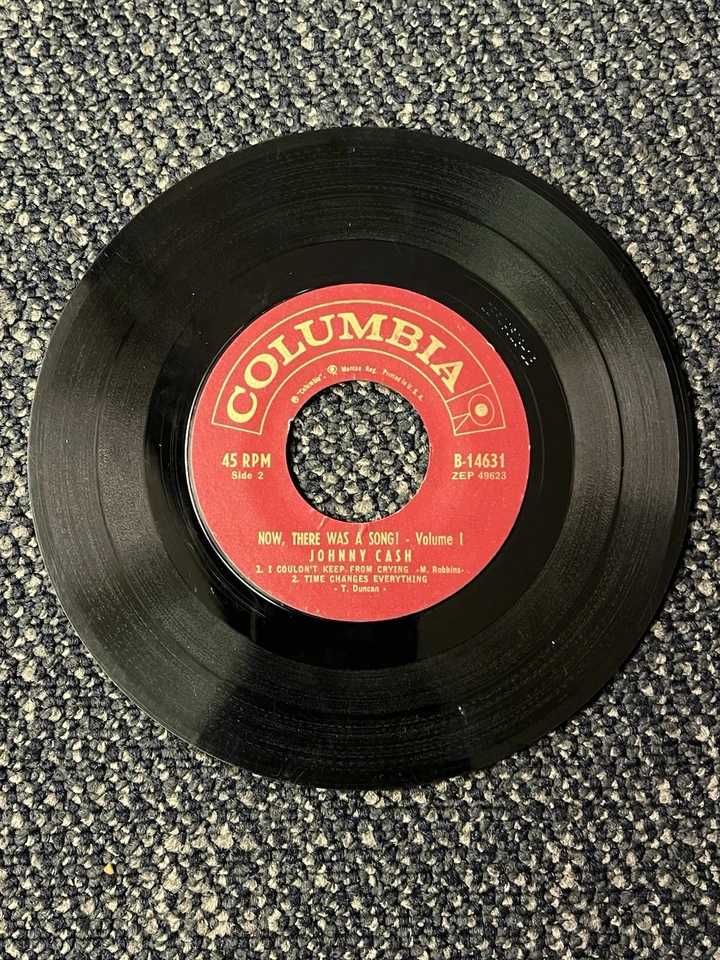 COLUMBIA
® "Columbia", Marcas Reg. Printed in U.S.A.
45 RPM
Side 2
B-14631
ZEP 49623
NOW, THERE WAS A SONG! - Volume I
JOHNNY CASH
1. I COULDN'T KEEP FROM CRYING -M. Robbins-
2. TIME CHANGES EVERYTHING
- T. Duncan -